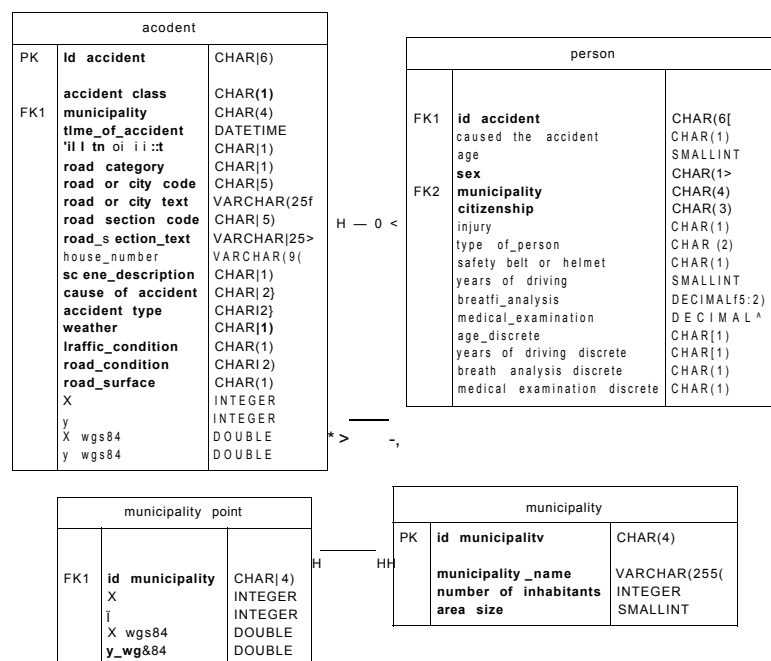 acodent
PK Id accident CHAR|6)
accident class CHAR(1)
FK1 municipality CHAR(4)
tIme_of_accident DATETIME
'il I tn oi i i ::t CHAR|1)
road category CHAR|1)
road or city code CHAR|5)
road or city text VARCHAR(25f
road section code CHAR|5)
road_s ection_text VARCHAR|25>
house_number VARCHAR(9(
sc ene_description CHAR|1)
cause of accident CHAR|2}
accident type CHARI2}
weather CHAR|1)
Iraffic_condition CHAR(1)
road_condition CHARI2)
road_surface CHAR(1)
X INTEGER
y INTEGER
X wgs84 DOUBLE
y wgs84 DOUBLE
H — 0 <
* > -,
person
FK1 id accident CHAR(6[
caused the accident CHAR(1)
age SMALLINT
sex CHAR(1>
FK2 municipality CHAR(4)
citizenship CHAR(3)
injury CHAR(1)
type of_person CHAR (2)
safety belt or helmet CHAR(1)
years of driving SMALLINT
breatfi_analysis DECIMALf5:2)
medical_examination DECIMAL^
age_discrete CHAR[1)
years of driving discrete CHAR[1)
breath analysis discrete CHAR(1)
medical examination discrete CHAR(1)
municipality point
FK1 id municipality CHAR|4)
X INTEGER
Ï INTEGER
X wgs84 DOUBLE
y_wg&84 DOUBLE
H HH
municipality
PK id municipalitv CHAR(4)
municipality _name VARCHAR(255(
number of inhabitants INTEGER
area size SMALLINT